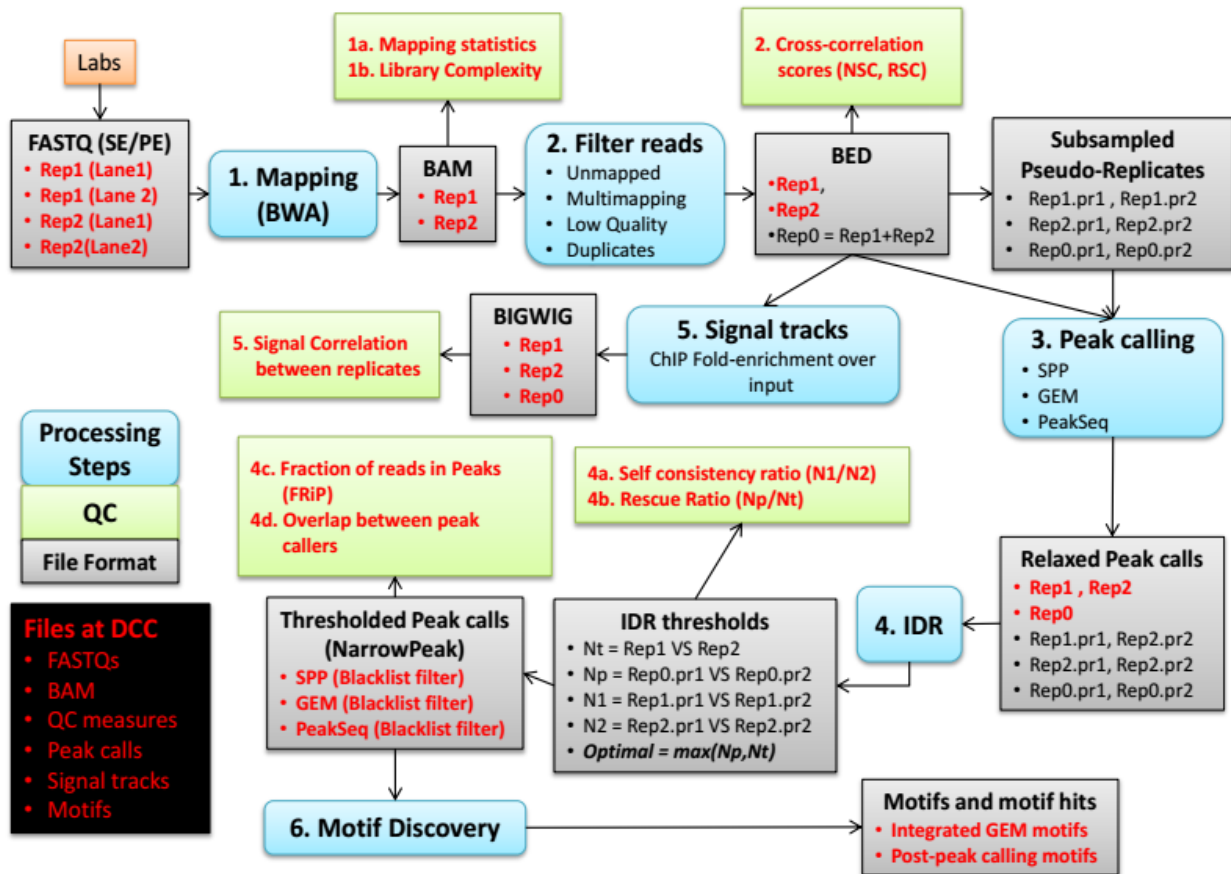 Labs
1a. Mapping statistics
1b. Library Complexity
2. Cross-correlation
scores (NSC, RSC)
FASTQ (SE/PE)
• Rep1 (Lane1)
• Rep1 (Lane 2)
• Rep2 (Lane1)
• Rep2(Lane2)
1. Mapping
(BWA)
BAM
• Rep1
• Rep2
2. Filter reads
• Unmapped
• Multimapping
• Low Quality
• Duplicates
BED
•Rep1,
•Rep2
•Rep0 = Rep1+Rep2
Subsampled
Pseudo-Replicates
• Rep1.pr1 , Rep1.pr2
• Rep2.pr1, Rep2.pr2
• Rep0.pr1, Rep0.pr2
5. Signal Correlation
between replicates
BIGWIG
• Rep1
• Rep2
• Rep0
5. Signal tracks
ChIP Fold-enrichment over
input
3. Peak calling
• SPP
• GEM
• PeakSeq
Processing
Steps
QC
File Format
4c. Fraction of reads in Peaks
(FRiP)
4d. Overlap between peak
callers
4a. Self consistency ratio (N1/N2)
4b. Rescue Ratio (Np/Nt)
Files at DCC
• FASTQs
• BAM
• QC measures
• Peak calls
• Signal tracks
• Motifs
Thresholded Peak calls
(NarrowPeak)
• SPP (Blacklist filter)
• GEM (Blacklist filter)
• PeakSeq (Blacklist filter)
IDR thresholds
• Nt = Rep1 VS Rep2
• Np = Rep0.pr1 VS Rep0.pr2
• N1 = Rep1.pr1 VS Rep1.pr2
• N2 = Rep2.pr1 VS Rep2.pr2
• Optimal = max(Np,Nt)
4. IDR
Relaxed Peak calls
• Rep1 , Rep2
• Rep0
• Rep1.pr1, Rep2.pr2
• Rep2.pr1, Rep2.pr2
• Rep0.pr1, Rep0.pr2
6. Motif Discovery
Motifs and motif hits
• Integrated GEM motifs
• Post-peak calling motifs